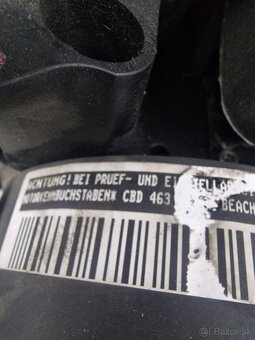 ACHTUNG! BEI PRUEF- UND
MOTORKENNBUCHSTABEN* CBD 463 BEACH
Bazos.sk